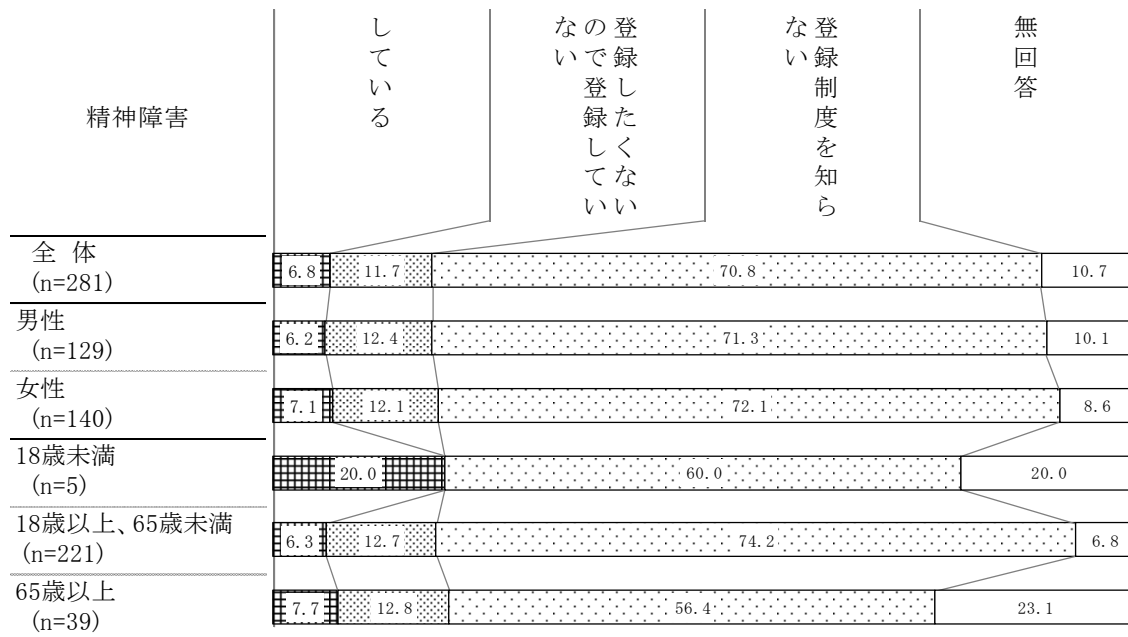 精神障害
している
登録したくない
ので登録してい
ない
登録制度を知ら
ない
無回答
全 体
(n=281)
6.8 11.7 70.8 10.7
男性
(n=129)
6.2 12.4 71.3 10.1
女性
(n=140)
7.1 12.1 72.1 8.6
18歳未満
(n=5)
20.0 60.0 20.0
18歳以上、65歳未満
(n=221)
6.3 12.7 74.2 6.8
65歳以上
(n=39)
7.7 12.8 56.4 23.1